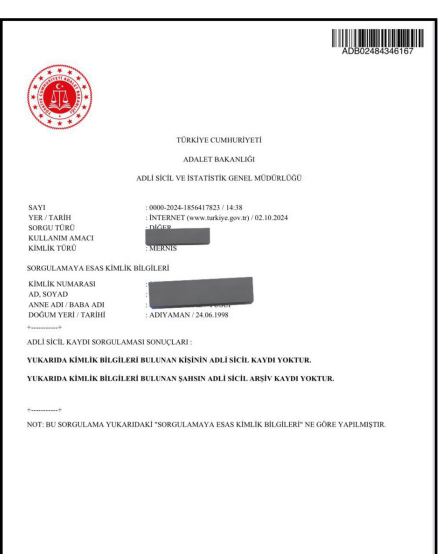 ADB02484346167
TÜRKİYE CUMHURİYETİ
ADALET BAKANLIĞI
ADLİ SİCİL VE İSTATİSTİK GENEL MÜDÜRLÜĞÜ
SAYI : 0000-2024-1856417823 / 14:38
YER / TARİH : İNTERNET (www.turkiye.gov.tr) / 02.10.2024
SORGU TÜRÜ : DİĞER
KULLANIM AMACI
KİMLİK TÜRÜ : MERNİS
SORGULAMAYA ESAS KİMLİK BİLGİLERİ
KİMLİK NUMARASI :
AD, SOYAD :
ANNE ADI / BABA ADI :
DOĞUM YERİ / TARİHİ : ADIYAMAN / 24.06.1998
+-----------+
ADLİ SİCİL KAYDI SORGULAMASI SONUÇLARI :
YUKARIDA KİMLİK BİLGİLERİ BULUNAN KİŞİNİN ADLİ SİCİL KAYDI YOKTUR.
YUKARIDA KİMLİK BİLGİLERİ BULUNAN ŞAHSIN ADLİ SİCİL ARŞİV KAYDI YOKTUR.
+-----------+
NOT: BU SORGULAMA YUKARIDAKİ "SORGULAMAYA ESAS KİMLİK BİLGİLERİ" NE GÖRE YAPILMIŞTIR.